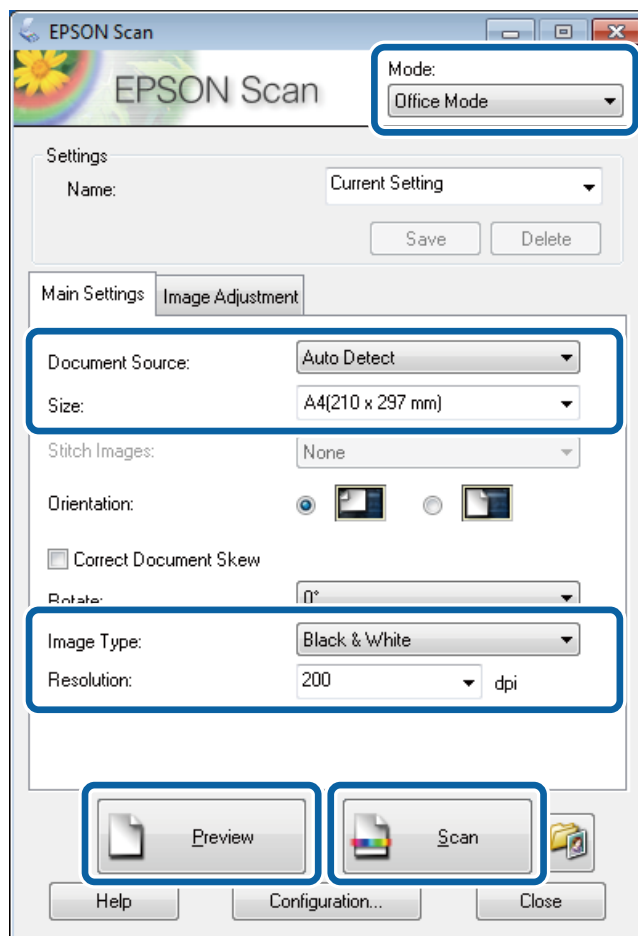 EPSON Scan
EPSON Scan
Mode:
Office Mode
Settings
Name: Current Setting
Save Delete
Main Settings Image Adjustment
Document Source: Auto Detect
Size: A4(210 x 297 mm)
Stitch Images: None
Orientation:
Correct Document Skew
Rotate: 0°
Image Type: Black & White
Resolution: 200 dpi
Preview Scan
Help Configuration... Close